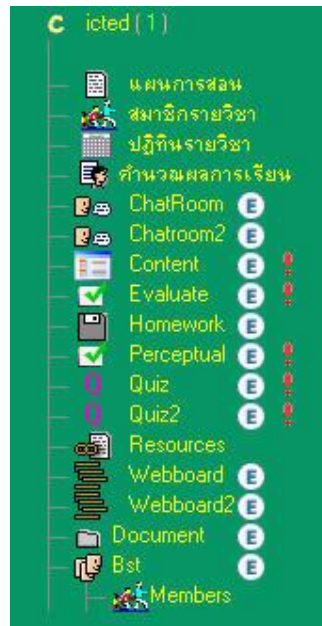 C icted ( 1 )
แผนการสอน
สมาชิกรายวิชา
ปฏิทินรายวิชา
คำนวณผลการเรียน
ChatRoom E
Chatroom2 E
Content E !
Evaluate E !
Homework E
Perceptual E !
Quiz E !
Quiz2 E !
Resources
Webboard E
Webboard2 E
Document E
Bst E
Members